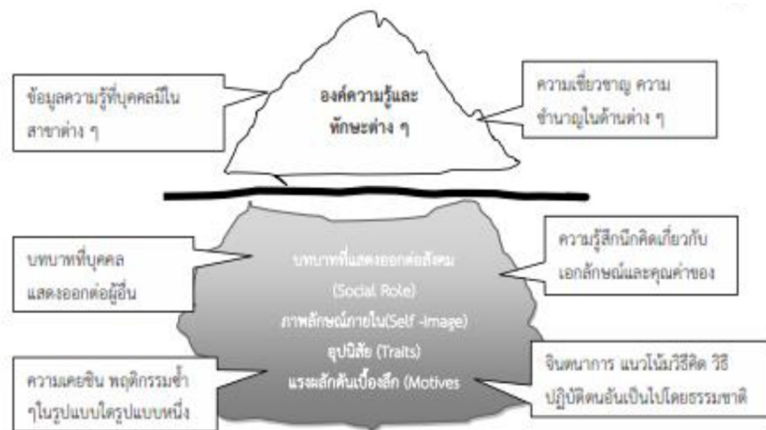 ข้อมูลความรู้ที่บุคคลมีใน
สาขาต่าง ๆ
องค์ความรู้และ
ทักษะต่าง ๆ
ความเชี่ยวชาญ ความ
ชำนาญในด้านต่าง ๆ
บทบาทที่บุคคล
แสดงออกต่อผู้อื่น
บทบาทที่แสดงออกต่อสังคม
(Social Role)
ภาพลักษณ์ภายใน(Self -Image)
อุปนิสัย (Traits)
แรงผลักดันเบื้องลึก (Motives
ความรู้สึกนึกคิดเกี่ยวกับ
เอกลักษณ์และคุณค่าของ
ความเคยชิน พฤติกรรมซ้ำ
ๆในรูปแบบใดรูปแบบหนึ่ง
จินตนาการ แนวโน้มวิธีคิด วิธี
ปฏิบัติตนอันเป็นไปโดยธรรมชาติ